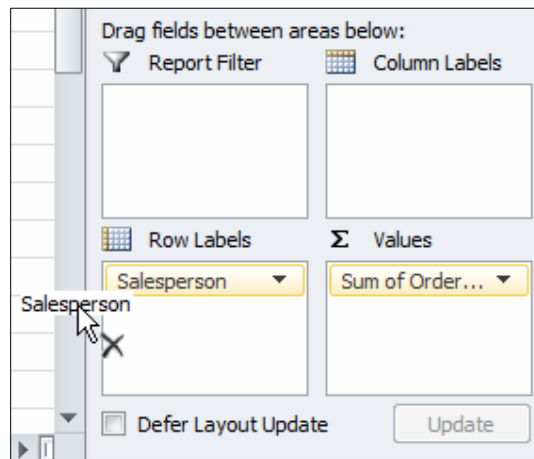 Drag fields between areas below:
Report Filter
Column Labels
Row Labels
Σ Values
Salesperson
Sum of Order...
Salesperson
Defer Layout Update
Update